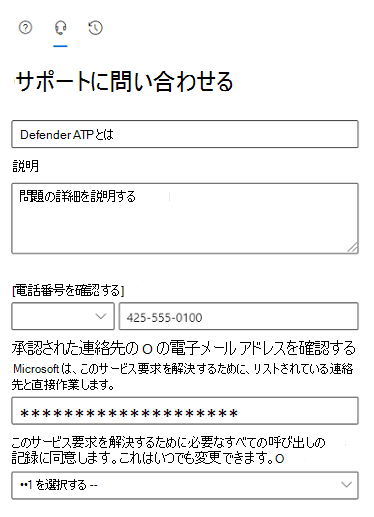 サポートに問い合わせる
Defender ATPとは
説明
問題の詳細を説明する
[電話番号を確認する]
425-555-0100
承認された連絡先の O の電子メール アドレスを確認する
Microsoft は、このサービス要求を解決するために、リストされている連絡
先と直接作業します。
********************
このサービス要求を解決するために必要なすべての呼び出しの
記録に同意します。これはいつでも変更できます。O
••1 を選択する --